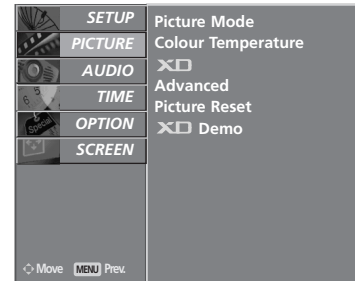 SETUP
PICTURE
AUDIO
TIME
OPTION
SCREEN
Move MENU Prev.
Picture Mode
Colour Temperature
XD
Advanced
Picture Reset
XD Demo